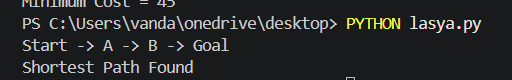 Minimum Cost = 45
PS C:\Users\vanda\onedrive\desktop> PYTHON lasya.py
Start -> A -> B -> Goal
Shortest Path Found